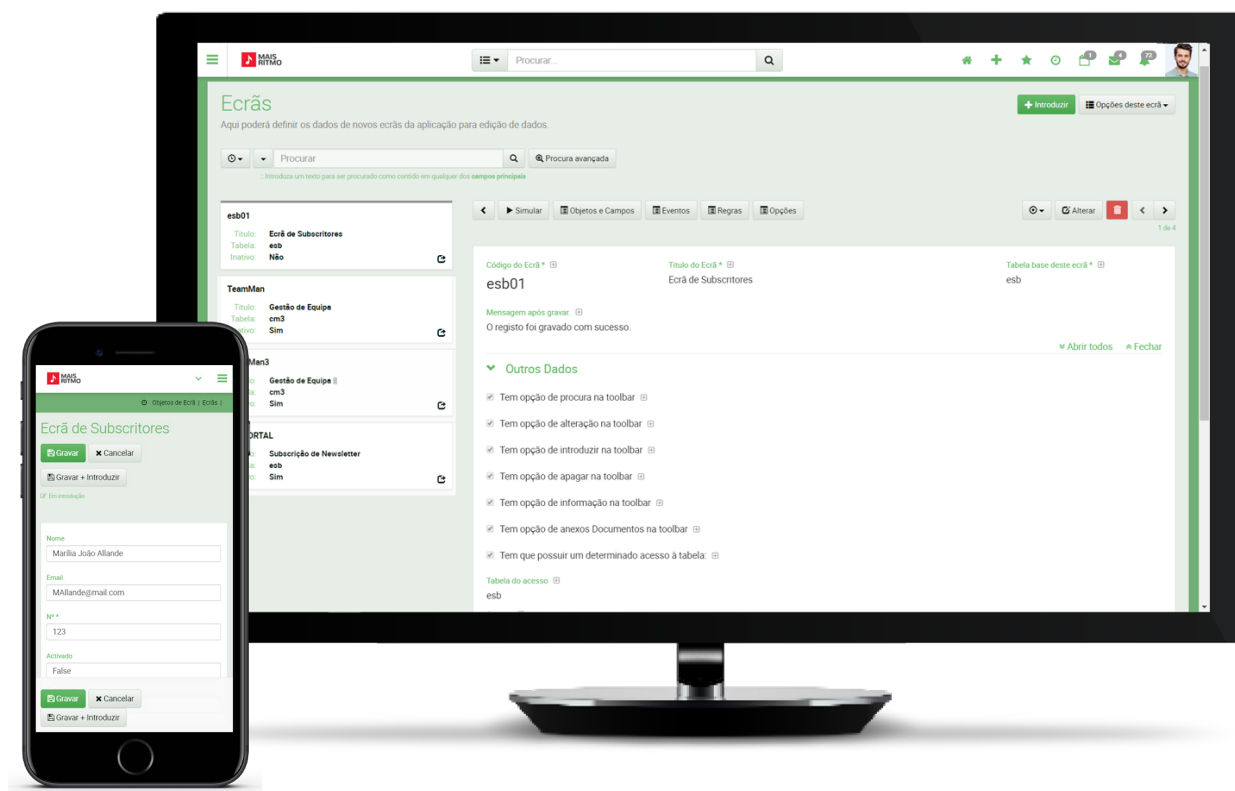 MAIS
RITMO
Procurar...
1
4
72
Ecrãs
Aqui poderá definir os dados de novos ecrãs da aplicação para edição de dados.
Introduzir
Opções deste ecrã
Procurar
Procura avançada
:: Introduza um texto para ser procurado como contido em qualquer dos campos principais
esb01
Titulo: Ecrã de Subscritores
Tabela: esb
Inativo: Não
TeamMan
Titulo: Gestão de Equipa
Tabela: cm3
Sim
Man3
Gestão de Equipa ||
cm3
Sim
ORTAL
Subscrição de Newsletter
esb
Sim
Simular
Objetos e Campos
Eventos
Regras
Opções
Alterar
1 de 4
Código do Ecrã *
esb01
Titulo do Ecrã *
Ecrã de Subscritores
Tabela base deste ecrã *
esb
Mensagem após gravar.
O registo foi gravado com sucesso.
Abrir todos
Fechar
Outros Dados
Tem opção de procura na toolbar
Tem opção de alteração na toolbar
Tem opção de introduzir na toolbar
Tem opção de apagar na toolbar
Tem opção de informação na toolbar
Tem opção de anexos Documentos na toolbar
Tem que possuir um determinado acesso à tabela:
Tabela do acesso
esb
MAIS
RITMO
Objetos de Ecrã | Ecrãs |
Ecrã de Subscritores
Gravar
Cancelar
Gravar + Introduzir
Em introdução
Nome
Marilia João Allande
Email
MAllande@mail.com
Nº *
123
Activado
False
Gravar
Cancelar
Gravar + Introduzir